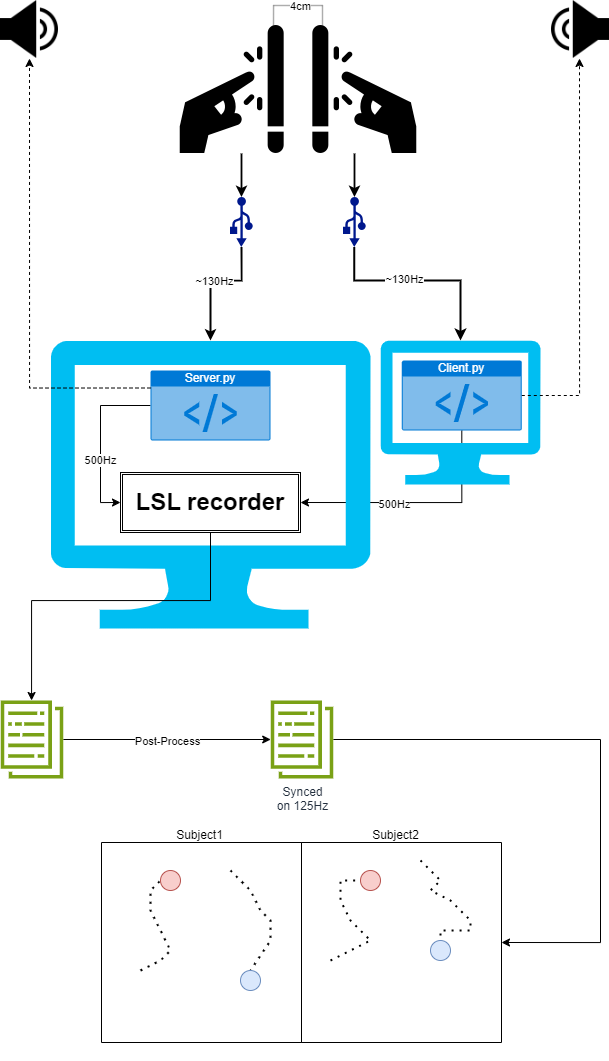 4cm
~130Hz
~130Hz
Server.py
</>
Client.py
</>
500Hz
LSL recorder
500Hz
Post-Process
Synced
on 125Hz
Subject1
Subject2